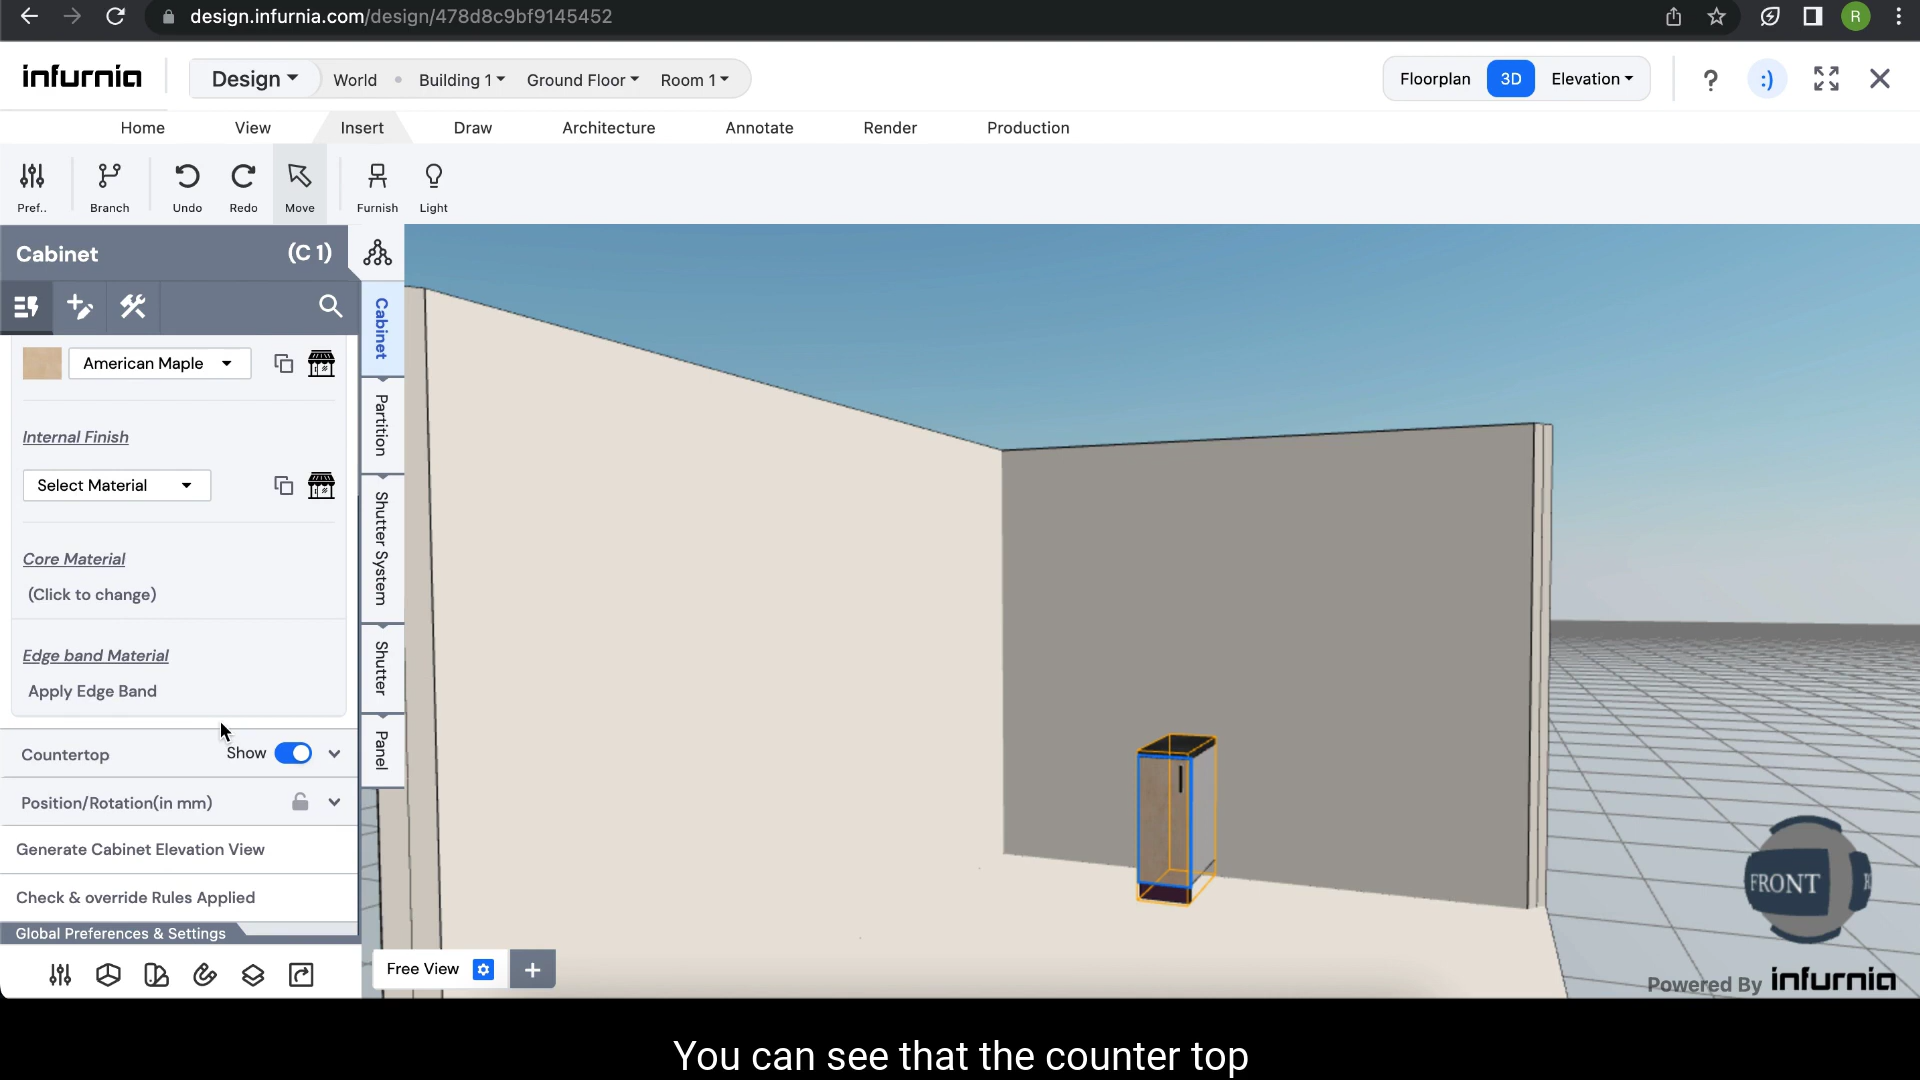 design.infurnia.com/design/478d8c9bf9145452
R
infurnia
Design
World
Building 1
Ground Floor
Room 1
Floorplan
3D
Elevation
?
:)
Home
View
Insert
Draw
Architecture
Annotate
Render
Production
Pref..
Branch
Undo
Redo
Move
Furnish
Light
Cabinet
(C 1)
American Maple
Internal Finish
Select Material
Core Material
(Click to change)
Edge band Material
Apply Edge Band
Countertop
Show
Position/Rotation(in mm)
Generate Cabinet Elevation View
Check & override Rules Applied
Global Preferences & Settings
Cabinet
Partition
Shutter System
Shutter
Panel
Free View
+
FRONT
Powered By infurnia
You can see that the counter top